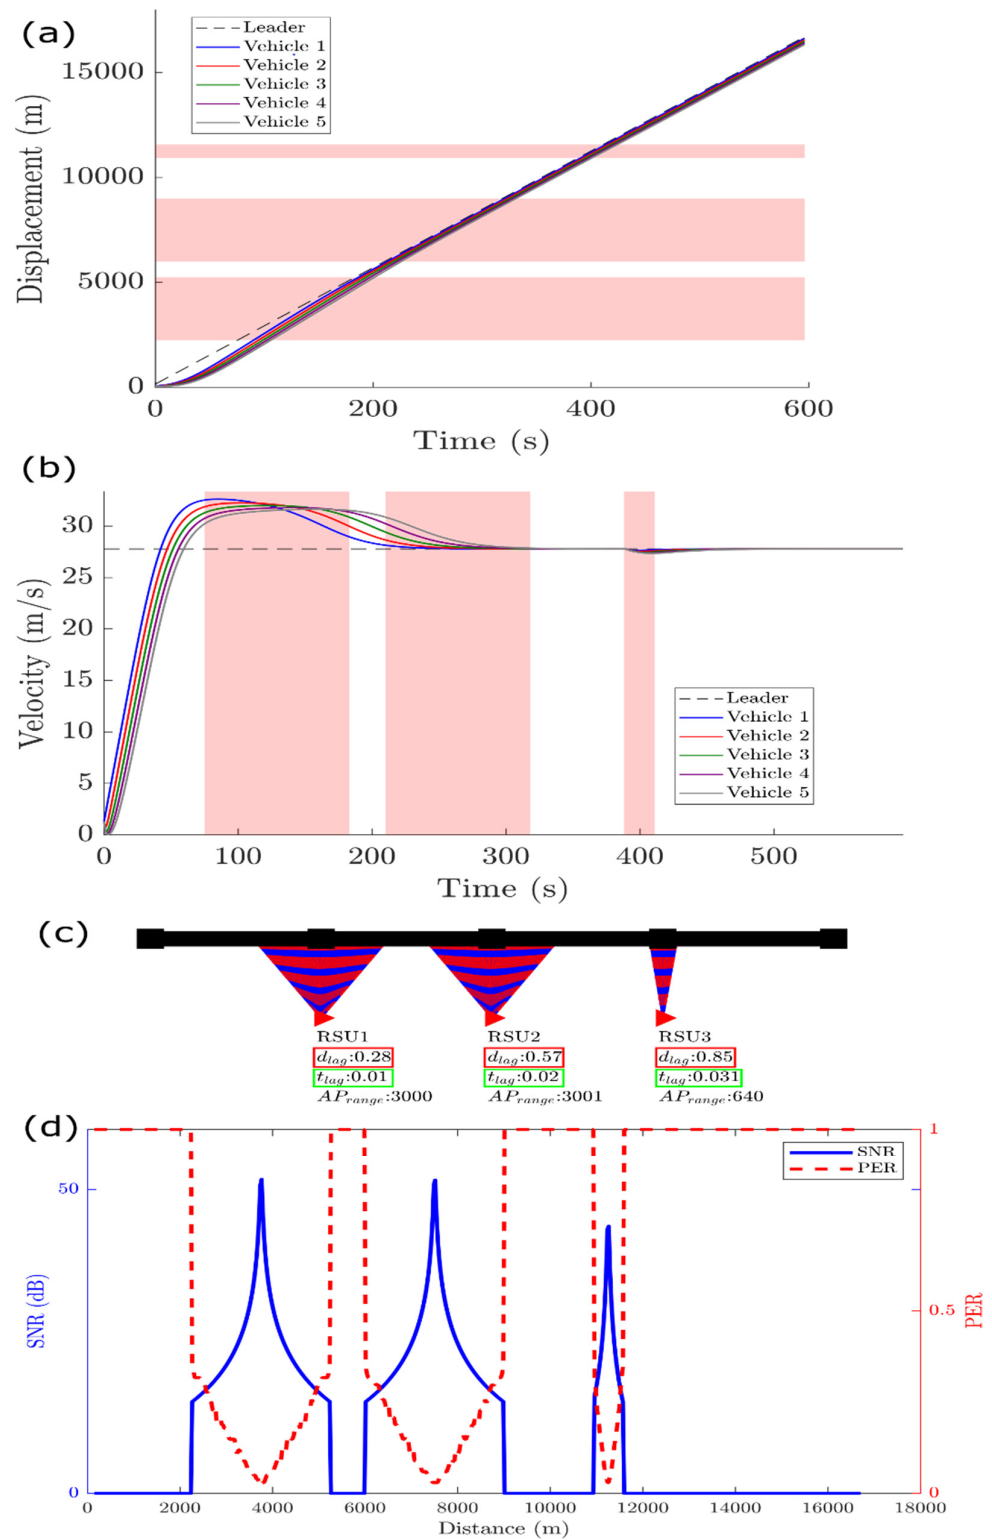 (a)
Leader
Vehicle 1
Vehicle 2
Vehicle 3
Vehicle 4
Vehicle 5
Displacement (m)
15000
10000
5000
0
0 200 400 600
Time (s)
(b)
Velocity (m/s)
30
25
20
15
10
5
0
Leader
Vehicle 1
Vehicle 2
Vehicle 3
Vehicle 4
Vehicle 5
0 100 200 300 400 500
Time (s)
(c)
RSU1 RSU2 RSU3
dlag:0.28 dlag:0.57 dlag:0.85
tlag:0.01 tlag:0.02 tlag:0.031
APrange:3000 APrange:3001 APrange:640
(d)
SNR (dB)
50
0
SNR
PER
1
0.5
0
PER
0 2000 4000 6000 8000 10000 12000 14000 16000 18000
Distance (m)